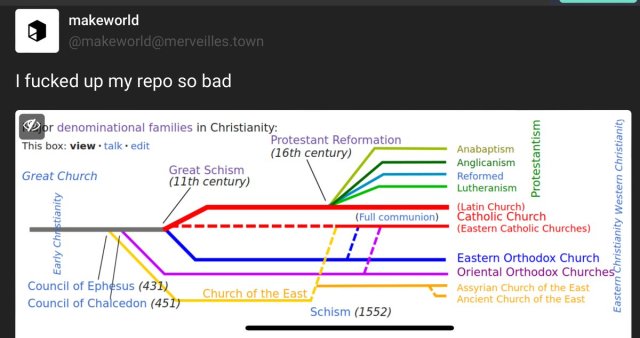 makeworld
@makeworld@merveilles.town
I fucked up my repo so bad
denominational families in Christianity:
This box: view • talk • edit
Great Church
Early Christianity
Great Schism
(11th century)
Protestant Reformation
(16th century)
Anabaptism
Anglicanism
Reformed
Lutheranism
Protestantism
(Latin Church)
Catholic Church
(Eastern Catholic Churches)
(Full communion)
Eastern Orthodox Church
Oriental Orthodox Churches
Assyrian Church of the East
Ancient Church of the East
Church of the East
Schism (1552)
Council of Ephesus (431)
Council of Chalcedon (451)
Western Christianity
Eastern Christianity